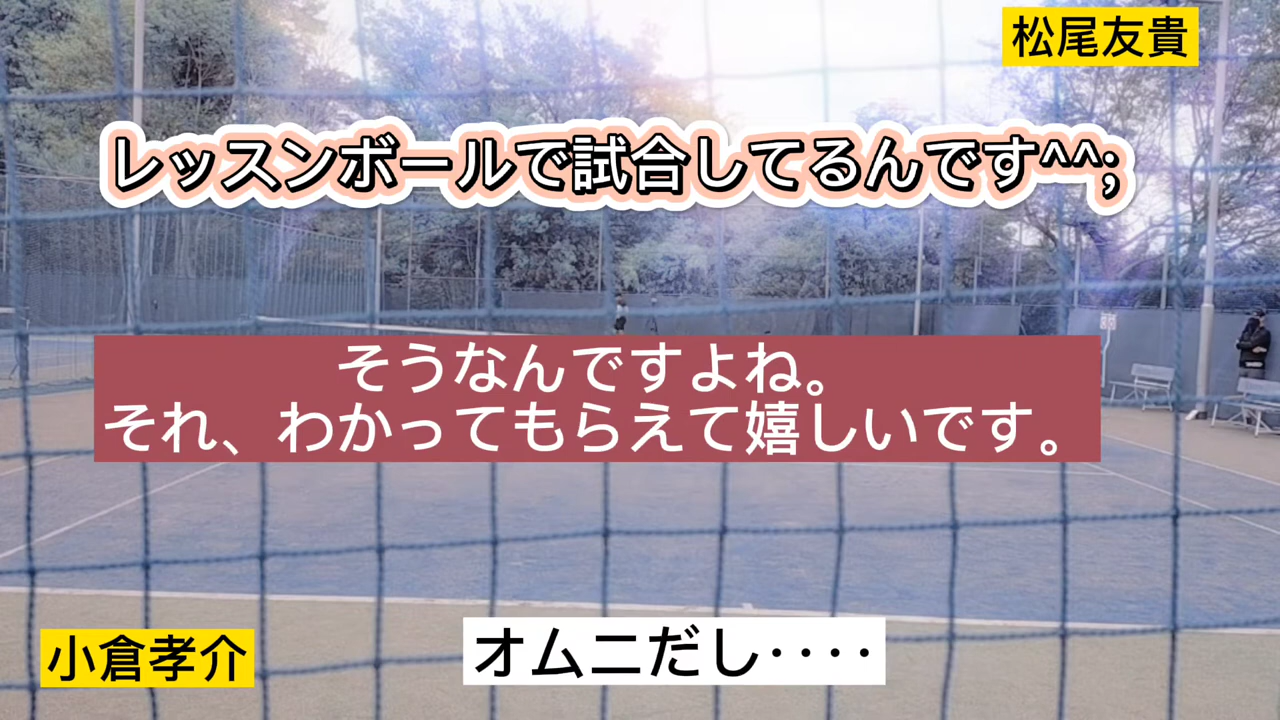 松尾友貴
レッスンボールで試合してるんです^^;
そうなんですよね。
それ、わかってもらえて嬉しいです。
小倉孝介
オムニだし‥‥